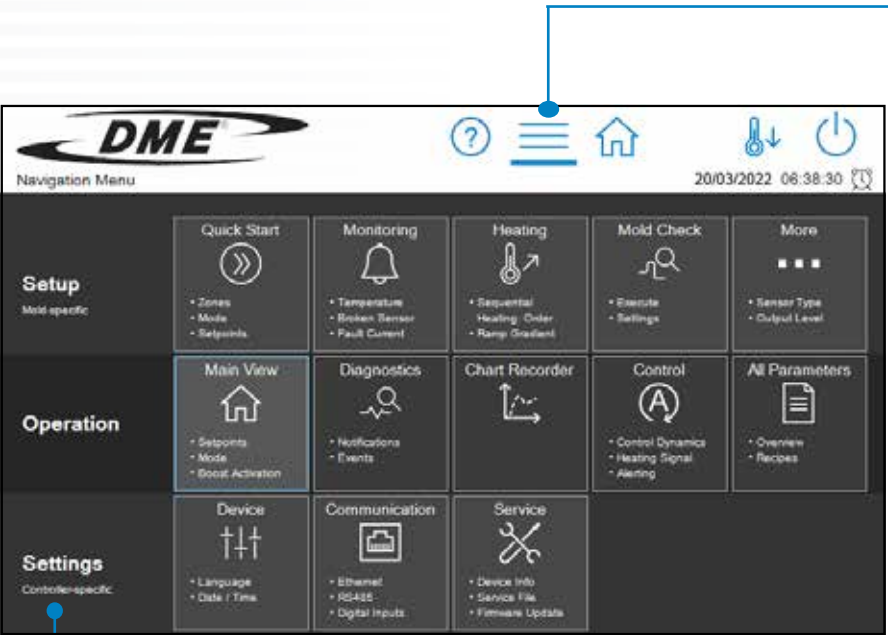 DME
Navigation Menu
20/03/2022 06:38:30
Setup
Mold-specific
Quick Start
• Zones
• Mode
• Setpoints
Monitoring
• Temperature
• Broken Sensor
• Fault Current
Heating
• Sequential
Heating Order
• Ramp Gradient
Mold Check
• Execute
• Settings
More
• Sensor Type
• Output Level
Operation
Main View
• Setpoints
• Mode
• Boost Activation
Diagnostics
• Notifications
• Events
Chart Recorder
Control
• Control Dynamics
• Heating Signal
• Alerting
All Parameters
• Overview
• Recipes
Settings
Controller-specific
Device
• Language
• Date / Time
Communication
• Ethernet
• RS485
• Digital Inputs
Service
• Device Info
• Service File
• Firmware Update